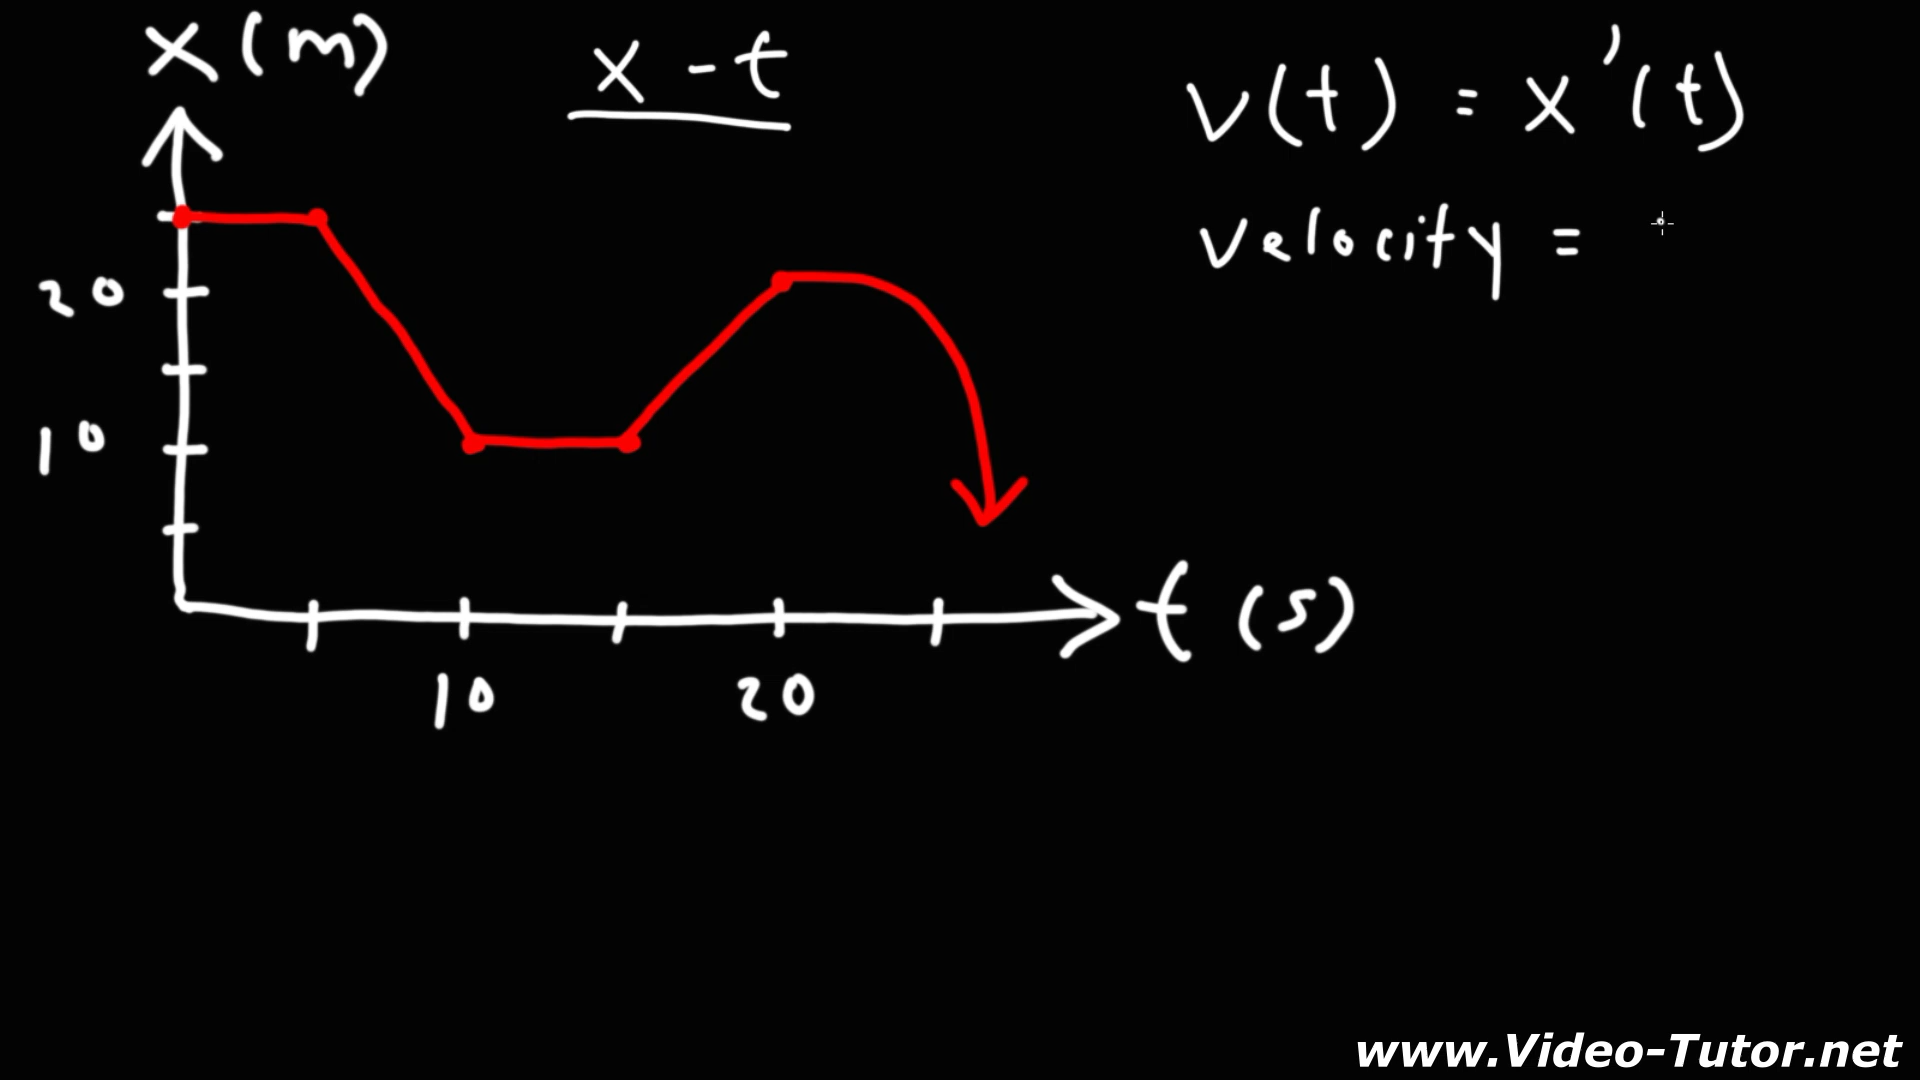 x (m)
x - t
v(t) = x'(t)
velocity =
20
10
t (s)
10
20
www.Video-Tutor.net